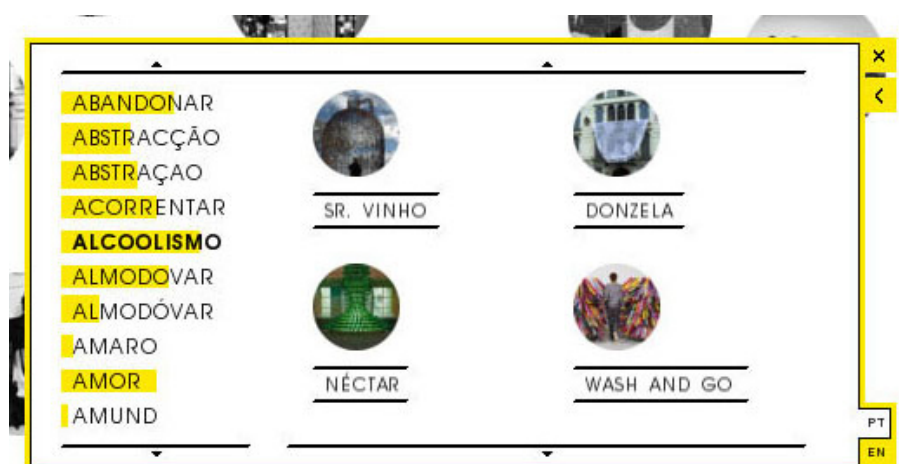 ABANDONAR
ABSTRACÇÃO
ABSTRAÇAO
ACORRENTAR
ALCOOLISMO
ALMODOVAR
ALMODÓVAR
AMARO
AMOR
AMUND
SR. VINHO
DONZELA
NÉCTAR
WASH AND GO
X
PT
EN